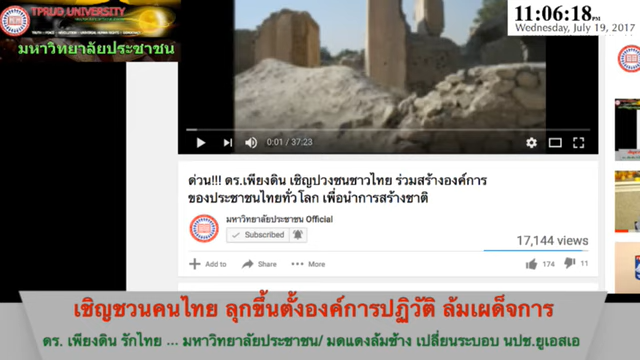 TPRUD UNIVERSITY
มหาวิทยาลัยประชาชน
11:06:18PM
Wednesday, July 19, 2017
0:01 / 37:23
ด่วน!!! ดร.เพียงดิน เชิญปวงชนชาวไทย ร่วมสร้างองค์การ
ของประชาชนไทยทั่วโลก เพื่อนำการสร้างชาติ
มหาวิทยาลัยประชาชน Official
Subscribed
17,144 views
Add to Share More 174 11
เชิญชวนคนไทย ลุกขึ้นตั้งองค์การปฏิวัติ ล้มเผด็จการ
ดร. เพียงดิน รักไทย ... มหาวิทยาลัยประชาชน/ มดแดงล้มช้าง เปลี่ยนระบอบ นปช.ยูเอสเอ